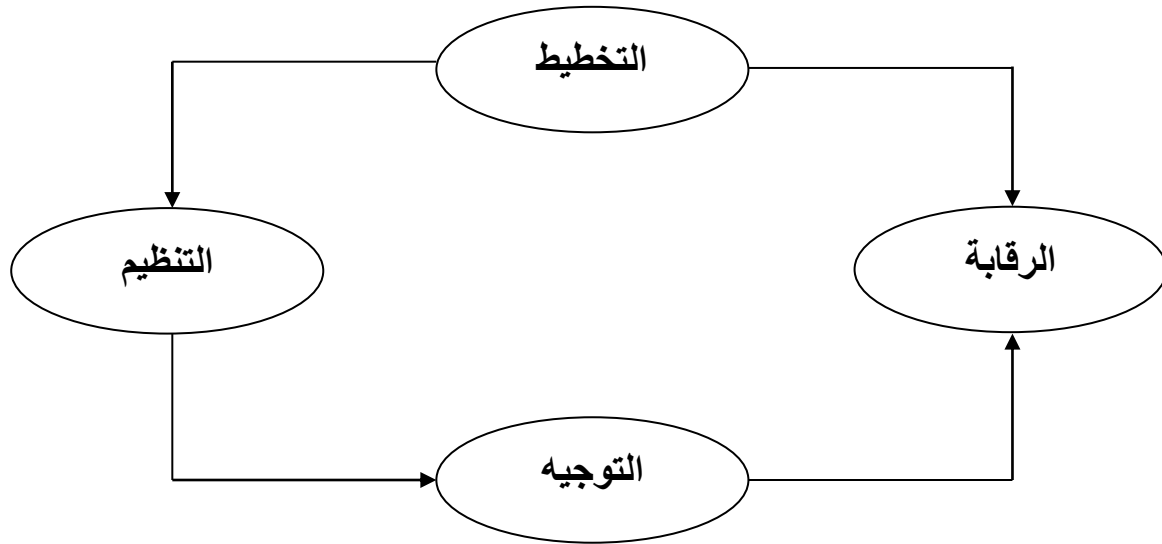 التخطيط
الرقابة
التنظيم
التوجيه